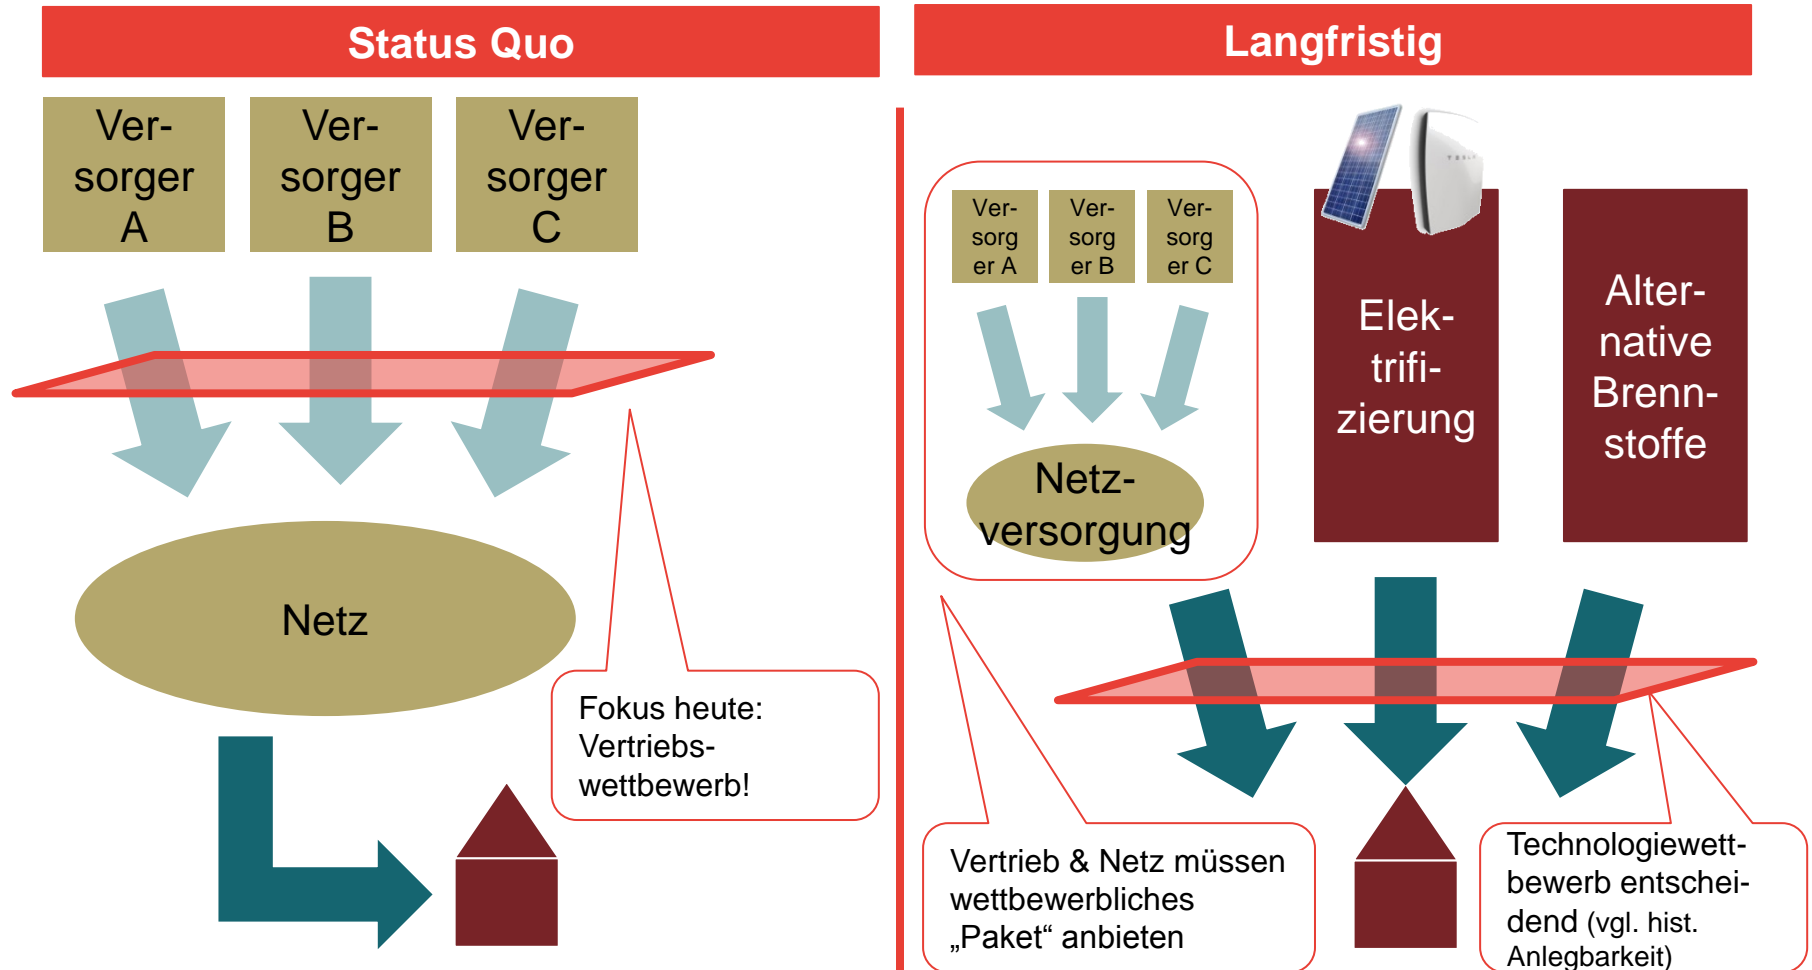 Status Quo
Ver-
sorger
A
Ver-
sorger
B
Ver-
sorger
C
Netz
Fokus heute:
Vertriebs-
wettbewerb!
Langfristig
Ver-
sorg
er A
Ver-
sorg
er B
Ver-
sorg
er C
Netz-
versorgung
TESLA
Elek-
trifi-
zierung
Alter-
native
Brenn-
stoffe
Vertrieb & Netz müssen
wettbewerbliches
„Paket“ anbieten
Technologiewett-
bewerb entschei-
dend (vgl. hist.
Anlegbarkeit)